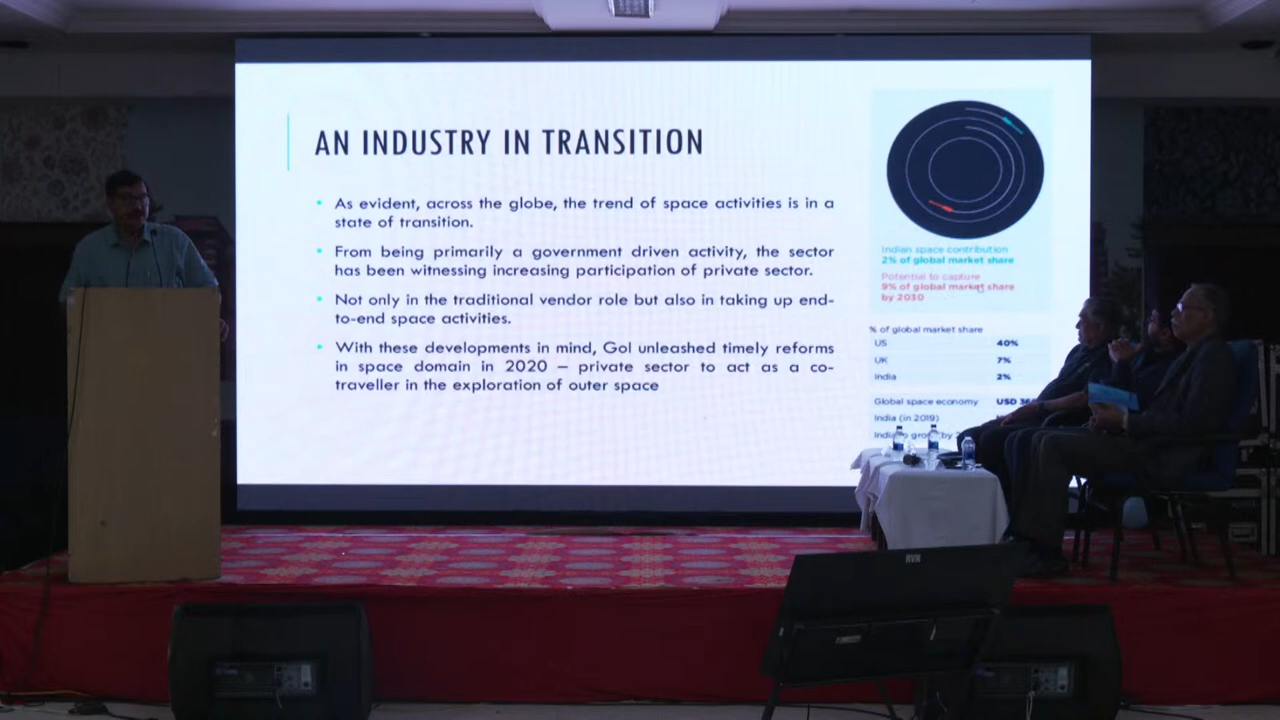 AN INDUSTRY IN TRANSITION
As evident, across the globe, the trend of space activities is in a
state of transition.
From being primarily a government driven activity, the sector
has been witnessing increasing participation of private sector.
Not only in the traditional vendor role but also in taking up end-
to-end space activities.
With these developments in mind, GoI unleashed timely reforms
in space domain in 2020 – private sector to act as a co-
traveller in the exploration of outer space
Indian space contribution
2% of global market share
Potential to capture
9% of global market share
by 2030
% of global market share
US 40%
UK 7%
India 2%
Global space economy USD
India (in 2019)
by